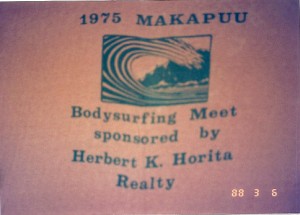 1975 MAKAPUU
Bodysurfing Meet
sponsored by
Herbert K. Horita
Realty
88 3 6